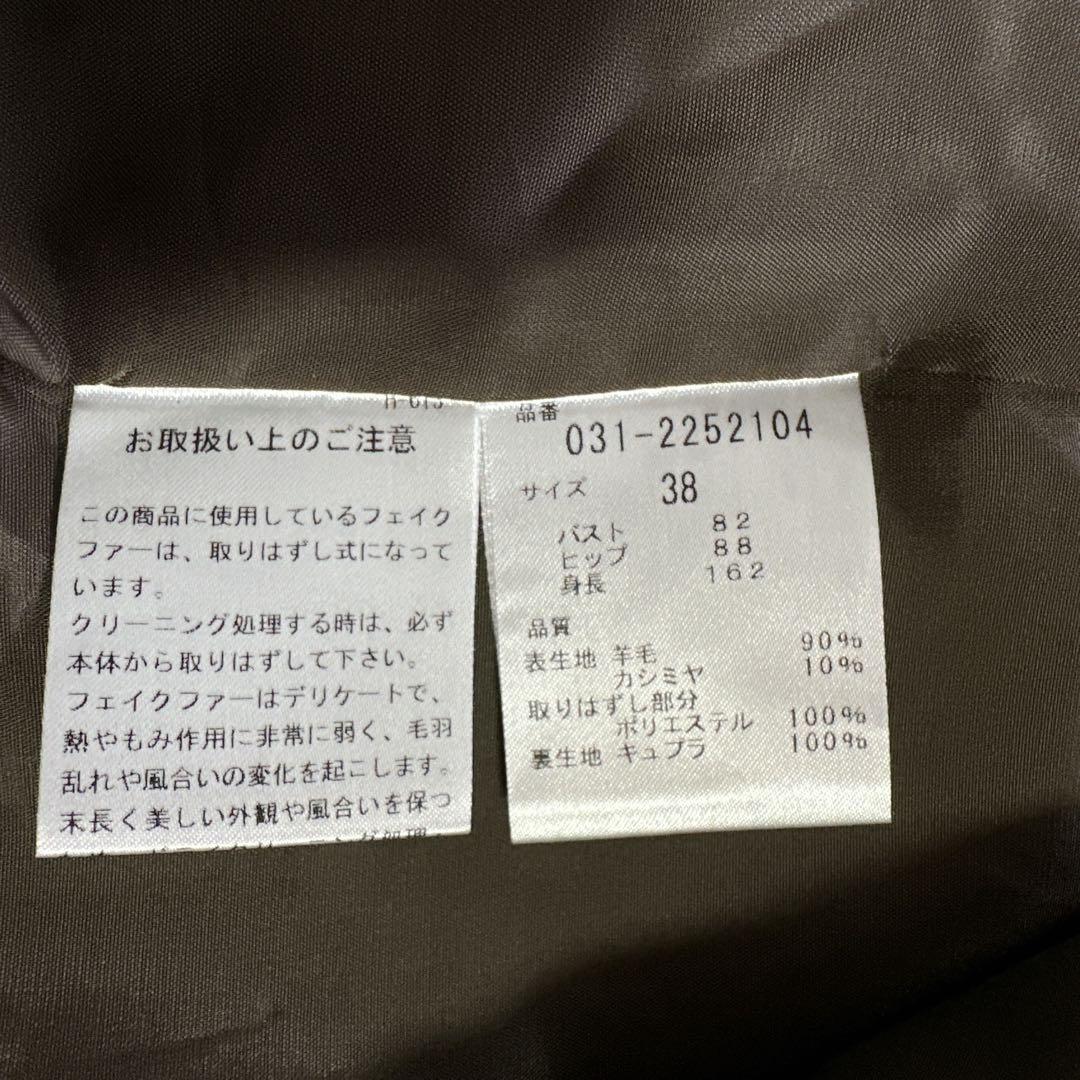 お取扱い上のご注意
この商品に使用しているフェイク
ファーは、取りはずし式になって
います。
クリーニング処理する時は、必ず
本体から取りはずして下さい。
フェイクファーはデリケートで、
熱やもみ作用に非常に弱く、毛羽
乱れや風合いの変化を起こします。
末長く美しい外観や風合いを保つ
品番
031-2252104
サイズ 38
バスト 82
ヒップ 88
身長 162
品質
表生地 羊毛 90%
カシミヤ 10%
取りはずし部分
ポリエステル 100%
裏生地 キュプラ 100%